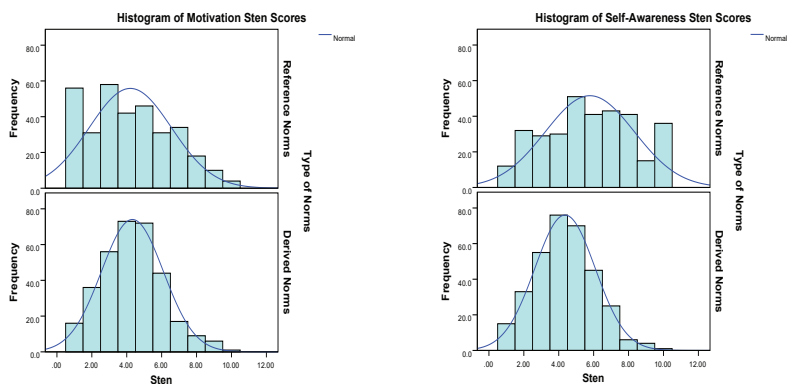 Histogram of Motivation Sten Scores
Normal
80.0
60.0
40.0
20.0
0.0
Frequency
Reference Norms
80.0
60.0
40.0
20.0
0.0
Frequency
Derived Norms
Type of Norms
.00 2.00 4.00 6.00 8.00 10.00 12.00
Sten
Histogram of Self-Awareness Sten Scores
Normal
80.0
60.0
40.0
20.0
0.0
Frequency
Reference Norms
80.0
60.0
40.0
20.0
0.0
Frequency
Derived Norms
Type of Norms
.00 2.00 4.00 6.00 8.00 10.00 12.00
Sten